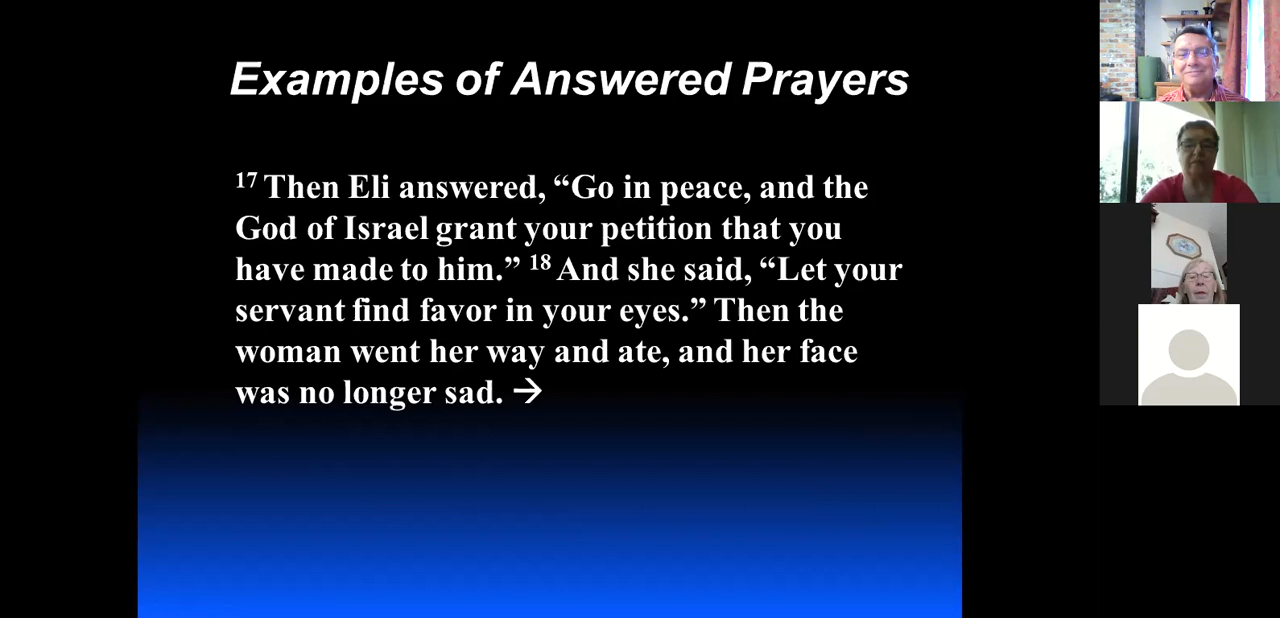 Examples of Answered Prayers
17 Then Eli answered, “Go in peace, and the
God of Israel grant your petition that you
have made to him.” 18 And she said, “Let your
servant find favor in your eyes.” Then the
woman went her way and ate, and her face
was no longer sad. →